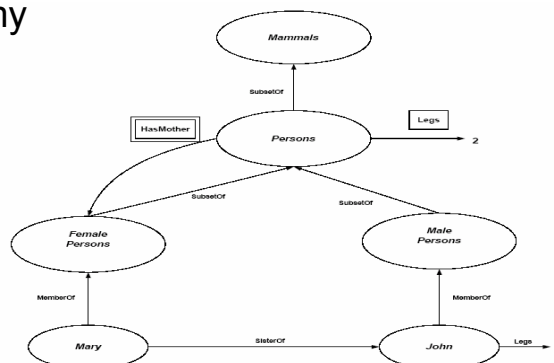 ny
Mammals
SubsetOf
HasMother
Legs
Persons
2
SubsetOf
SubsetOf
Female
Persons
Male
Persons
MemberOf
MemberOf
Mary
SisterOf
John
Legs